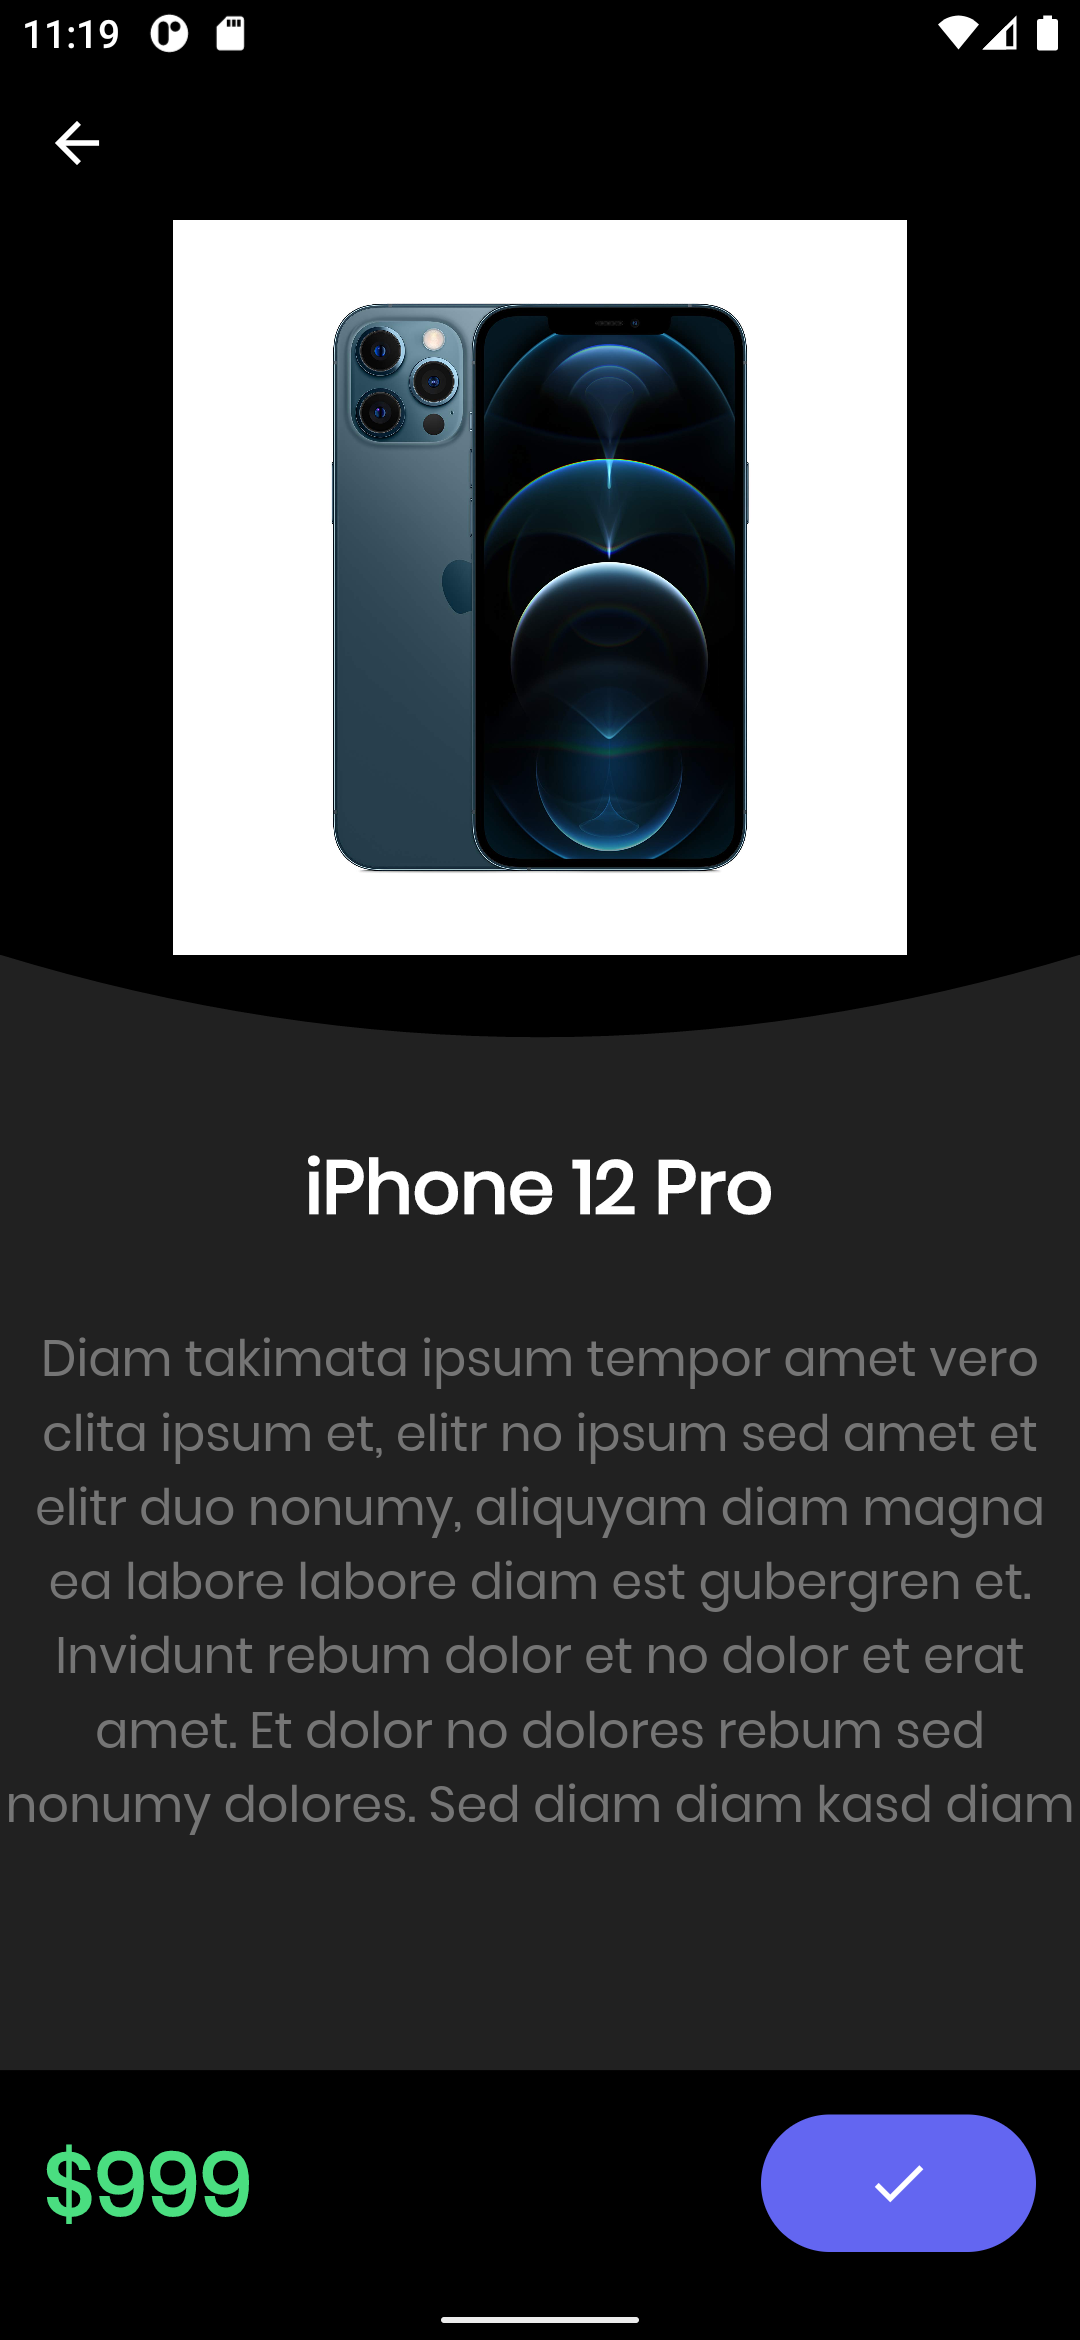 11:19
iPhone 12 Pro
Diam takimata ipsum tempor amet vero
clita ipsum et, elitr no ipsum sed amet et
elitr duo nonumy, aliquyam diam magna
ea labore labore diam est gubergren et.
Invidunt rebum dolor et no dolor et erat
amet. Et dolor no dolores rebum sed
nonumy dolores. Sed diam diam kasd diam
$999